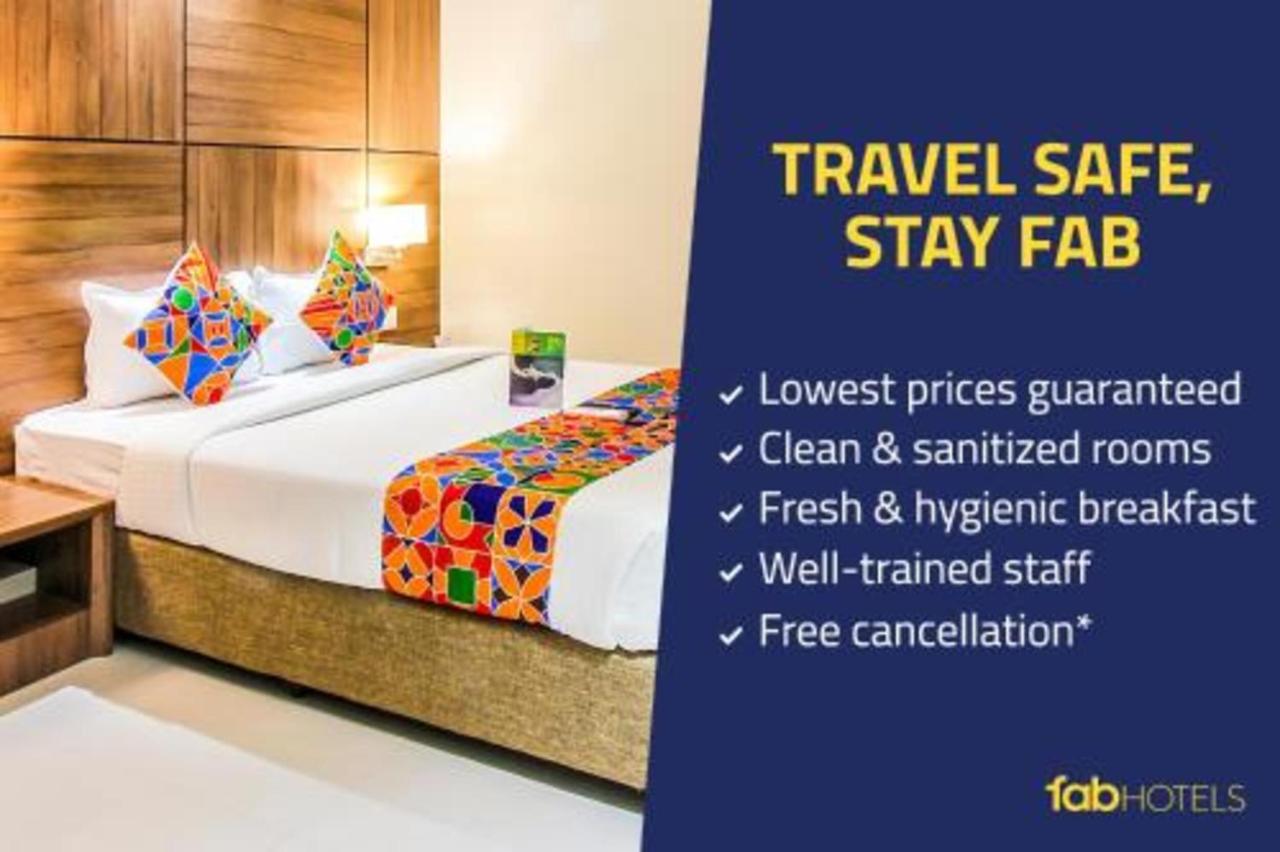 TRAVEL SAFE,
STAY FAB
✓ Lowest prices guaranteed
✓ Clean & sanitized rooms
✓ Fresh & hygienic breakfast
✓ Well-trained staff
✓ Free cancellation*
fabHOTELS